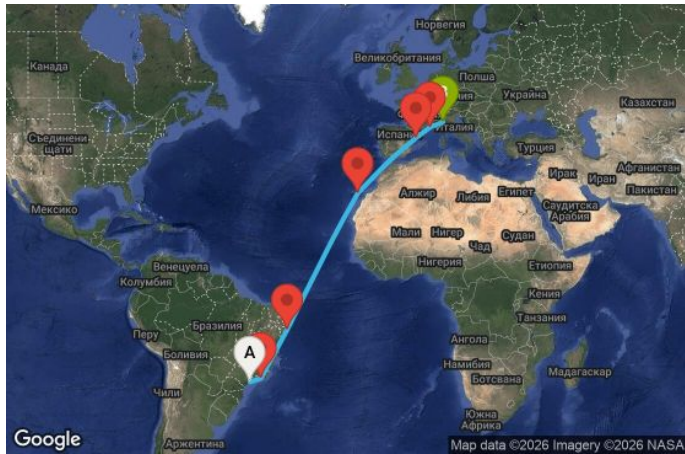 Норвегия
Канада
Великобритания
Полша
Украйна
Казахстан
Италия
Съединени
щати
Турция
Афганистан
Ирак
Иран
Пакистан
Алжир
Либия
Египет
Саудитска
Арабия
Мексико
Мали
Нигер
Чад
Судан
Венецуела
Нигерия
Етиопия
Колумбия
Кения
Бразилия
Танзания
Перу
A
Ангола
Боливия
Намибия
Мадагаскар
Ботсвана
Чили
Южна
Африка
Аржентина
Google
Map data ©2026 Imagery ©2026 NASA